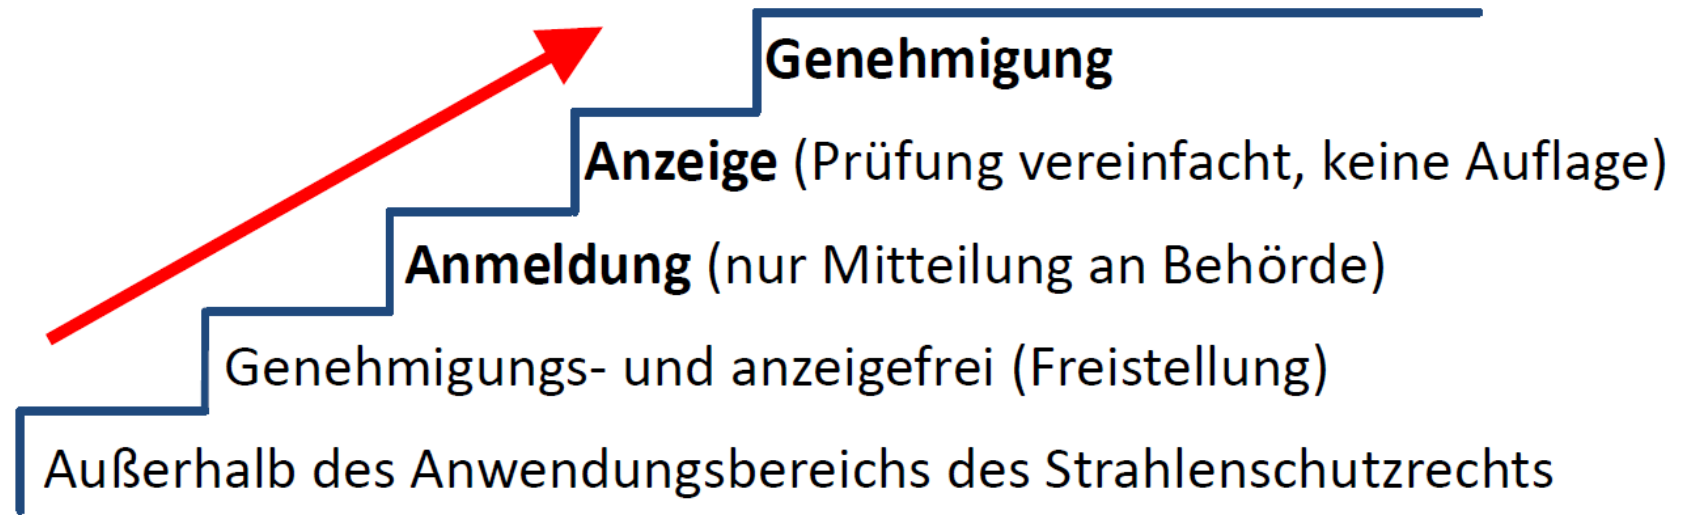 Genehmigung
Anzeige (Prüfung vereinfacht, keine Auflage)
Anmeldung (nur Mitteilung an Behörde)
Genehmigungs- und anzeigefrei (Freistellung)
Außerhalb des Anwendungsbereichs des Strahlenschutzrechts